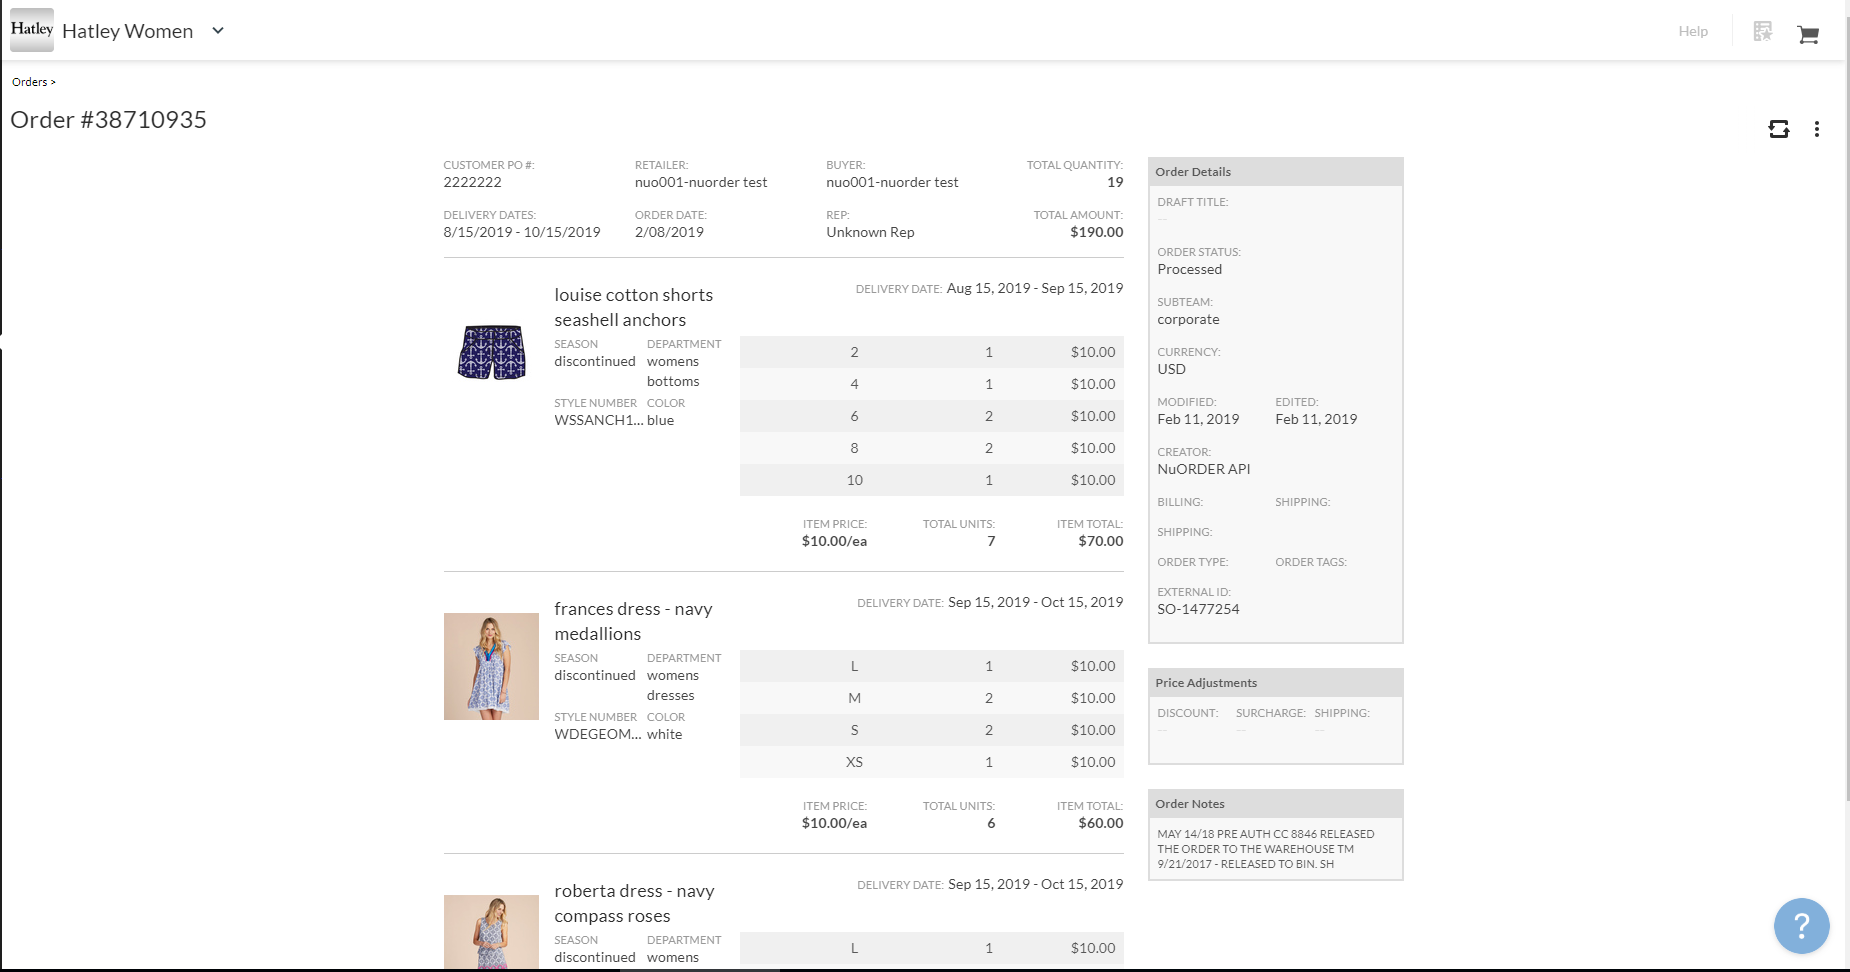 Hatley
Hatley Women
Help
Orders >
Order #38710935
CUSTOMER PO #:
2222222
RETAILER:
nuo001-nuorder test
BUYER:
nuo001-nuorder test
TOTAL QUANTITY:
19
DELIVERY DATES:
8/15/2019 - 10/15/2019
ORDER DATE:
2/08/2019
REP:
Unknown Rep
TOTAL AMOUNT:
$190.00
louise cotton shorts
seashell anchors
SEASON
discontinued
DEPARTMENT
womens
bottoms
STYLE NUMBER
WSSANCH1...
COLOR
blue
DELIVERY DATE: Aug 15, 2019 - Sep 15, 2019
2 1 $10.00
4 1 $10.00
6 2 $10.00
8 2 $10.00
10 1 $10.00
ITEM PRICE:
$10.00/ea
TOTAL UNITS:
7
ITEM TOTAL:
$70.00
frances dress - navy
medallions
SEASON
discontinued
DEPARTMENT
womens
dresses
STYLE NUMBER
WDEGEOM...
COLOR
white
DELIVERY DATE: Sep 15, 2019 - Oct 15, 2019
L 1 $10.00
M 2 $10.00
S 2 $10.00
XS 1 $10.00
ITEM PRICE:
$10.00/ea
TOTAL UNITS:
6
ITEM TOTAL:
$60.00
roberta dress - navy
compass roses
SEASON
discontinued
DEPARTMENT
womens
DELIVERY DATE: Sep 15, 2019 - Oct 15, 2019
L 1 $10.00
Order Details
DRAFT TITLE:
--
ORDER STATUS:
Processed
SUBTEAM:
corporate
CURRENCY:
USD
MODIFIED:
Feb 11, 2019
EDITED:
Feb 11, 2019
CREATOR:
NuORDER API
BILLING:
SHIPPING:
SHIPPING:
ORDER TYPE:
ORDER TAGS:
EXTERNAL ID:
SO-1477254
Price Adjustments
DISCOUNT:
--
SURCHARGE:
--
SHIPPING:
--
Order Notes
MAY 14/18 PRE AUTH CC 8846 RELEASED
THE ORDER TO THE WAREHOUSE TM
9/21/2017 - RELEASED TO BIN. SH
?